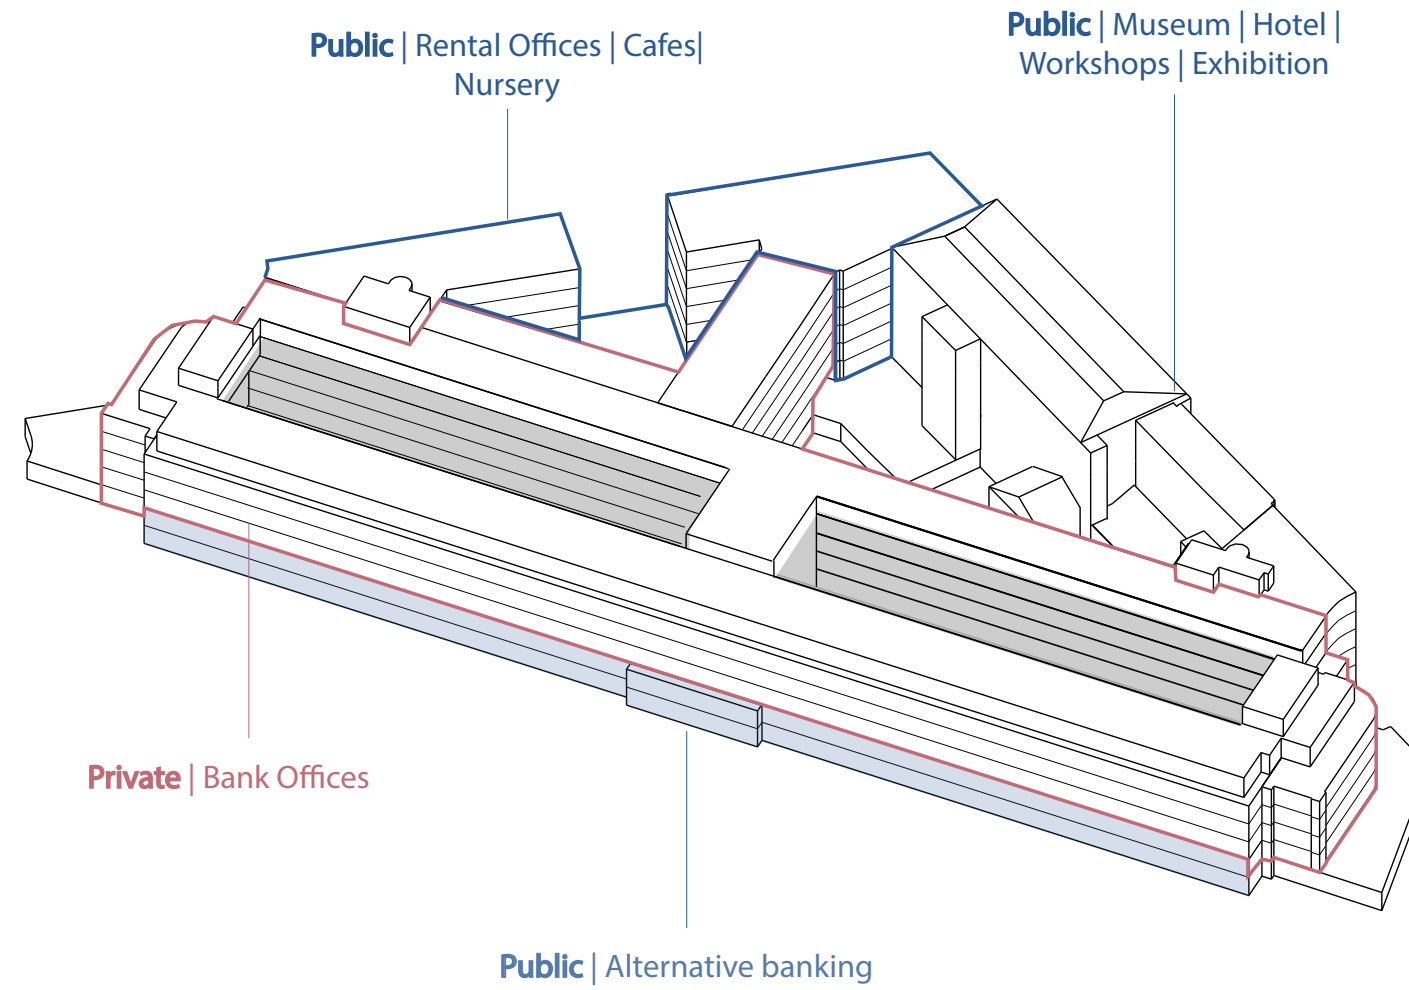 Public | Rental Offices | Cafes|
Nursery
Public | Museum | Hotel |
Workshops | Exhibition
Private | Bank Offices
Public | Alternative banking